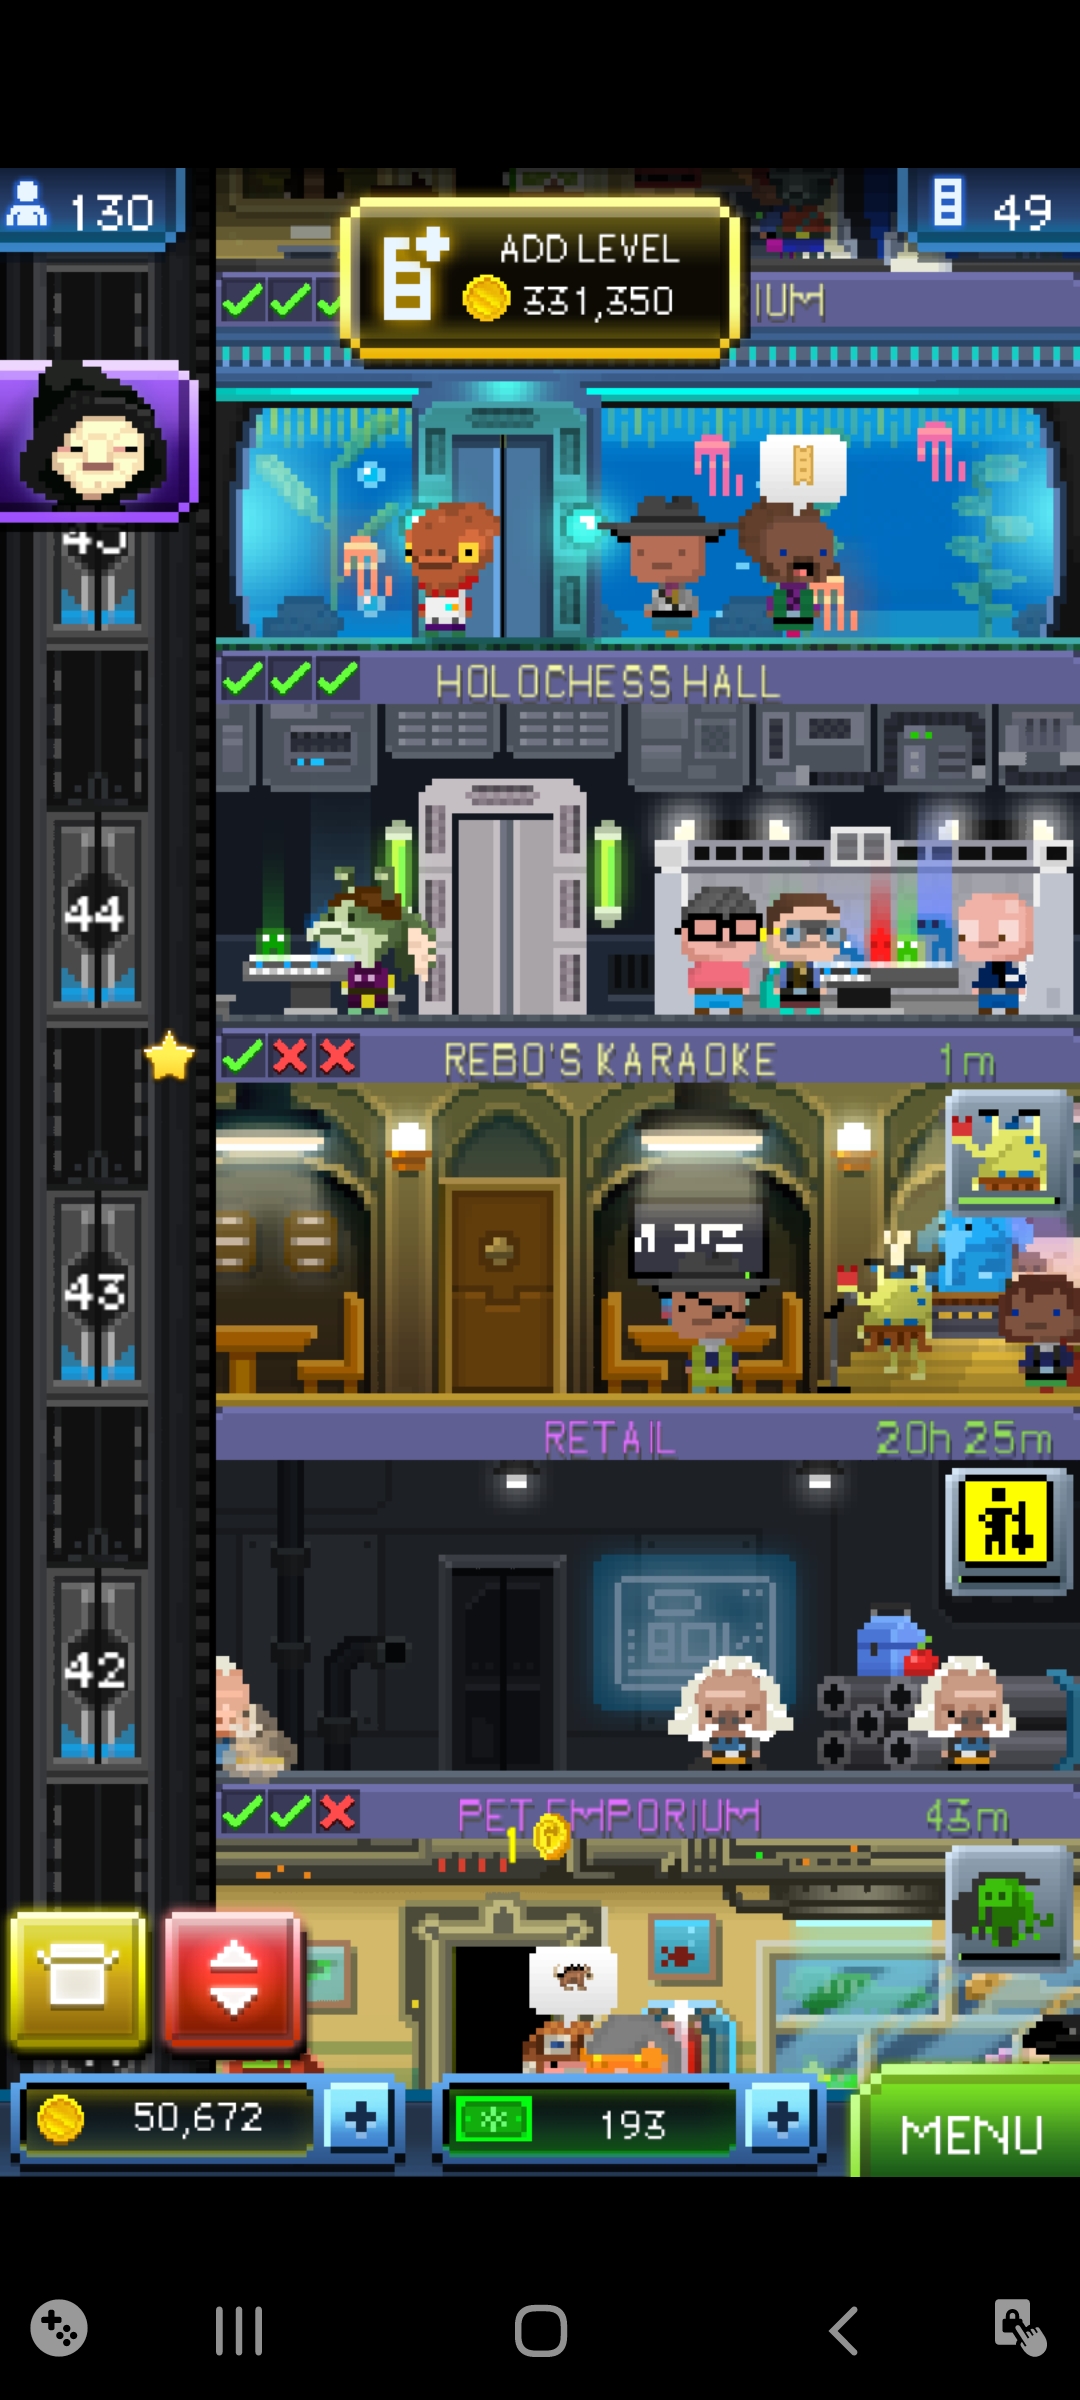 130
49
ADD LEVEL
331,350
IUM
45
HOLOCHESS HALL
44
REBO'S KARAOKE 1m
43
RETAIL 20h 25m
42
PET EMPORIUM 43m
1
50,672
193
MENU